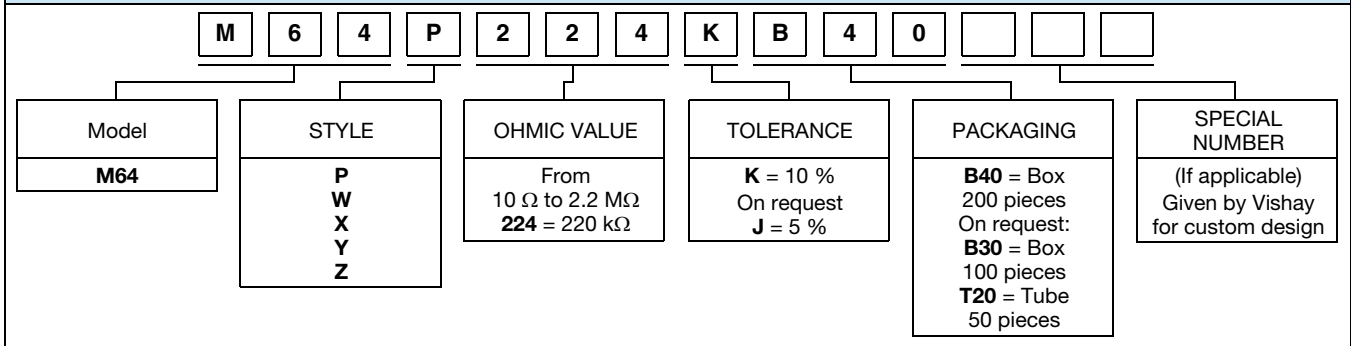 M 6 4 P 2 2 4 K B 4 0
Model
M64
STYLE
P
W
X
Y
Z
OHMIC VALUE
From
10 Ω to 2.2 MΩ
224 = 220 kΩ
TOLERANCE
K = 10 %
On request
J = 5 %
PACKAGING
B40 = Box
200 pieces
On request:
B30 = Box
100 pieces
T20 = Tube
50 pieces
SPECIAL
NUMBER
(If applicable)
Given by Vishay
for custom design